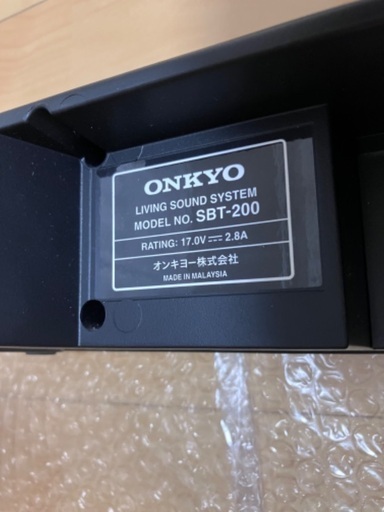 ONKYO
LIVING SOUND SYSTEM
MODEL NO. SBT-200
RATING: 17.0V ⎓ 2.8A
オンキヨー株式会社
MADE IN MALAYSIA